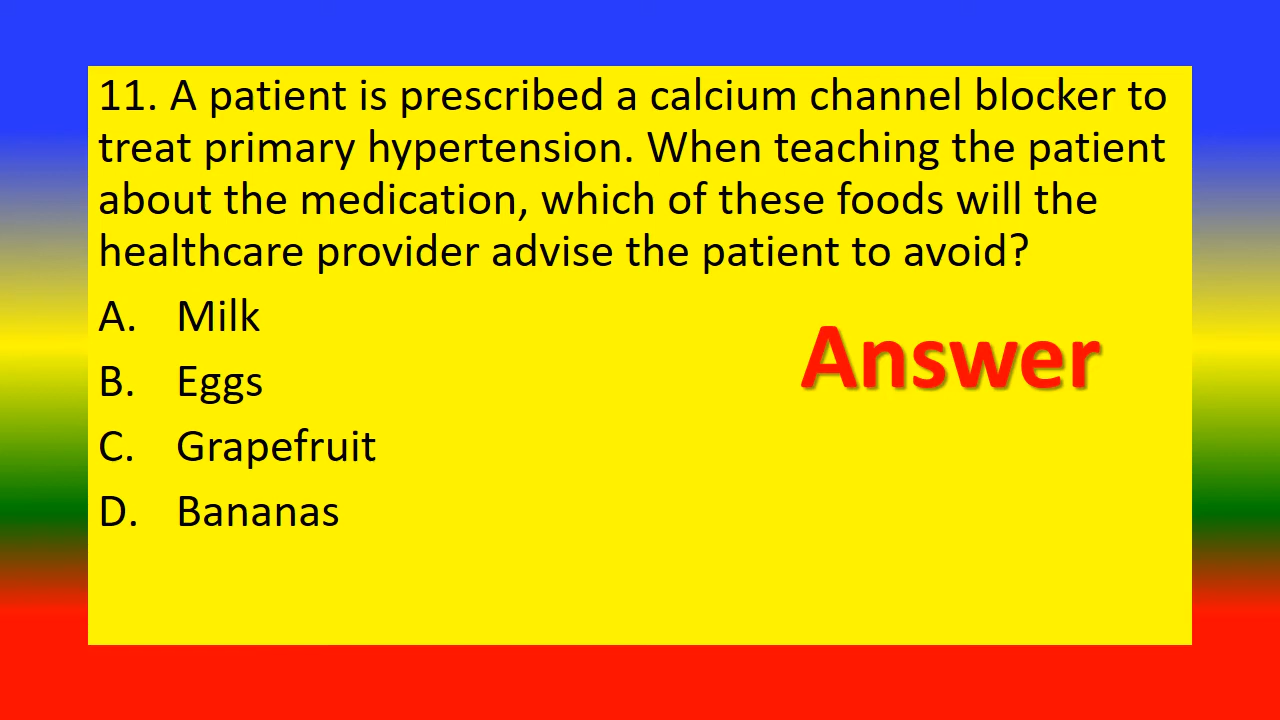 11. A patient is prescribed a calcium channel blocker to
treat primary hypertension. When teaching the patient
about the medication, which of these foods will the
healthcare provider advise the patient to avoid?
A. Milk
Answer
B. Eggs
C. Grapefruit
D. Bananas